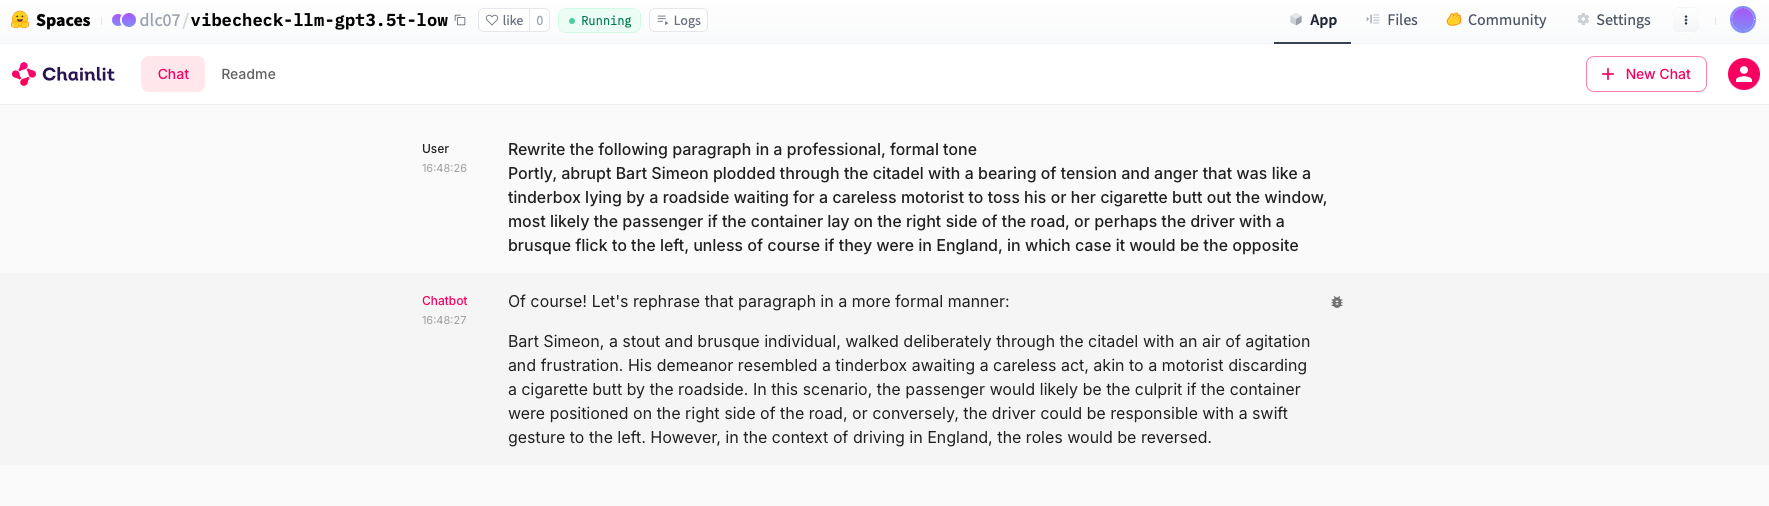 Spaces dlc07/vibecheck-llm-gpt3.5t-low like 0 Running Logs App Files Community Settings
Chainlit Chat Readme New Chat
User
16:48:26
Rewrite the following paragraph in a professional, formal tone
Portly, abrupt Bart Simeon plodded through the citadel with a bearing of tension and anger that was like a
tinderbox lying by a roadside waiting for a careless motorist to toss his or her cigarette butt out the window,
most likely the passenger if the container lay on the right side of the road, or perhaps the driver with a
brusque flick to the left, unless of course if they were in England, in which case it would be the opposite
Chatbot
16:48:27
Of course! Let's rephrase that paragraph in a more formal manner:
Bart Simeon, a stout and brusque individual, walked deliberately through the citadel with an air of agitation
and frustration. His demeanor resembled a tinderbox awaiting a careless act, akin to a motorist discarding
a cigarette butt by the roadside. In this scenario, the passenger would likely be the culprit if the container
were positioned on the right side of the road, or conversely, the driver could be responsible with a swift
gesture to the left. However, in the context of driving in England, the roles would be reversed.